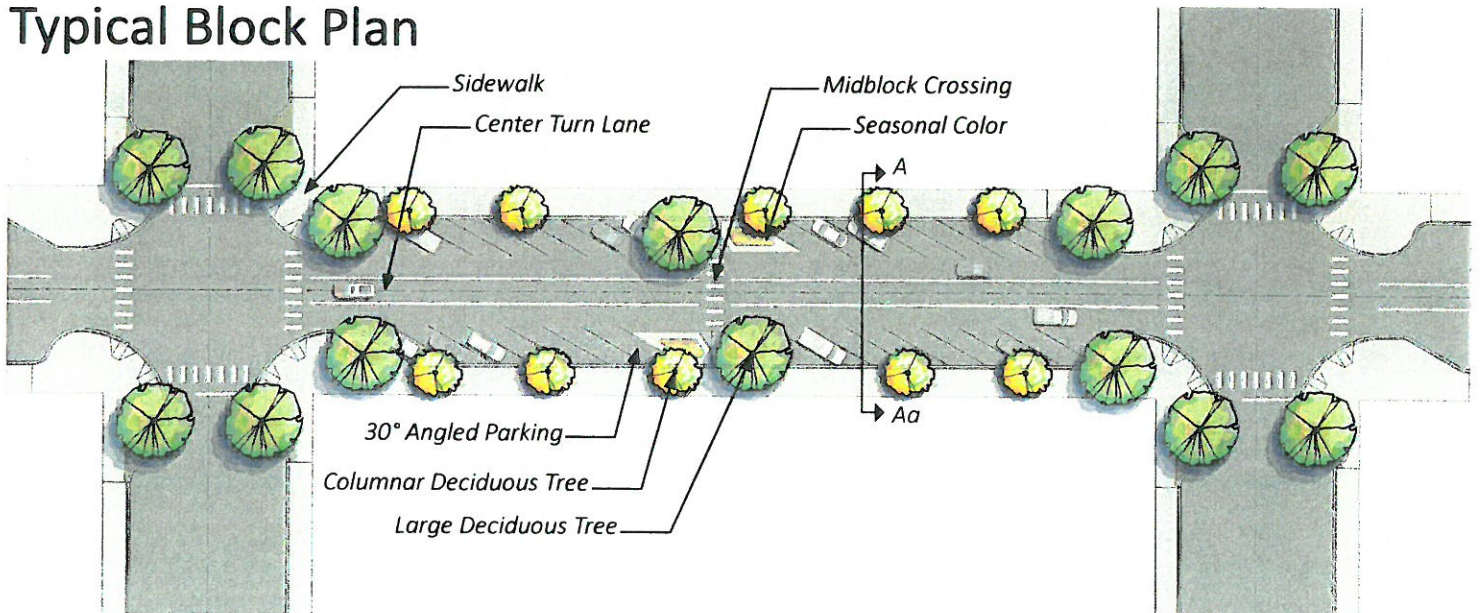 Typical Block Plan
Sidewalk
Center Turn Lane
Midblock Crossing
Seasonal Color
A
Aa
30° Angled Parking
Columnar Deciduous Tree
Large Deciduous Tree